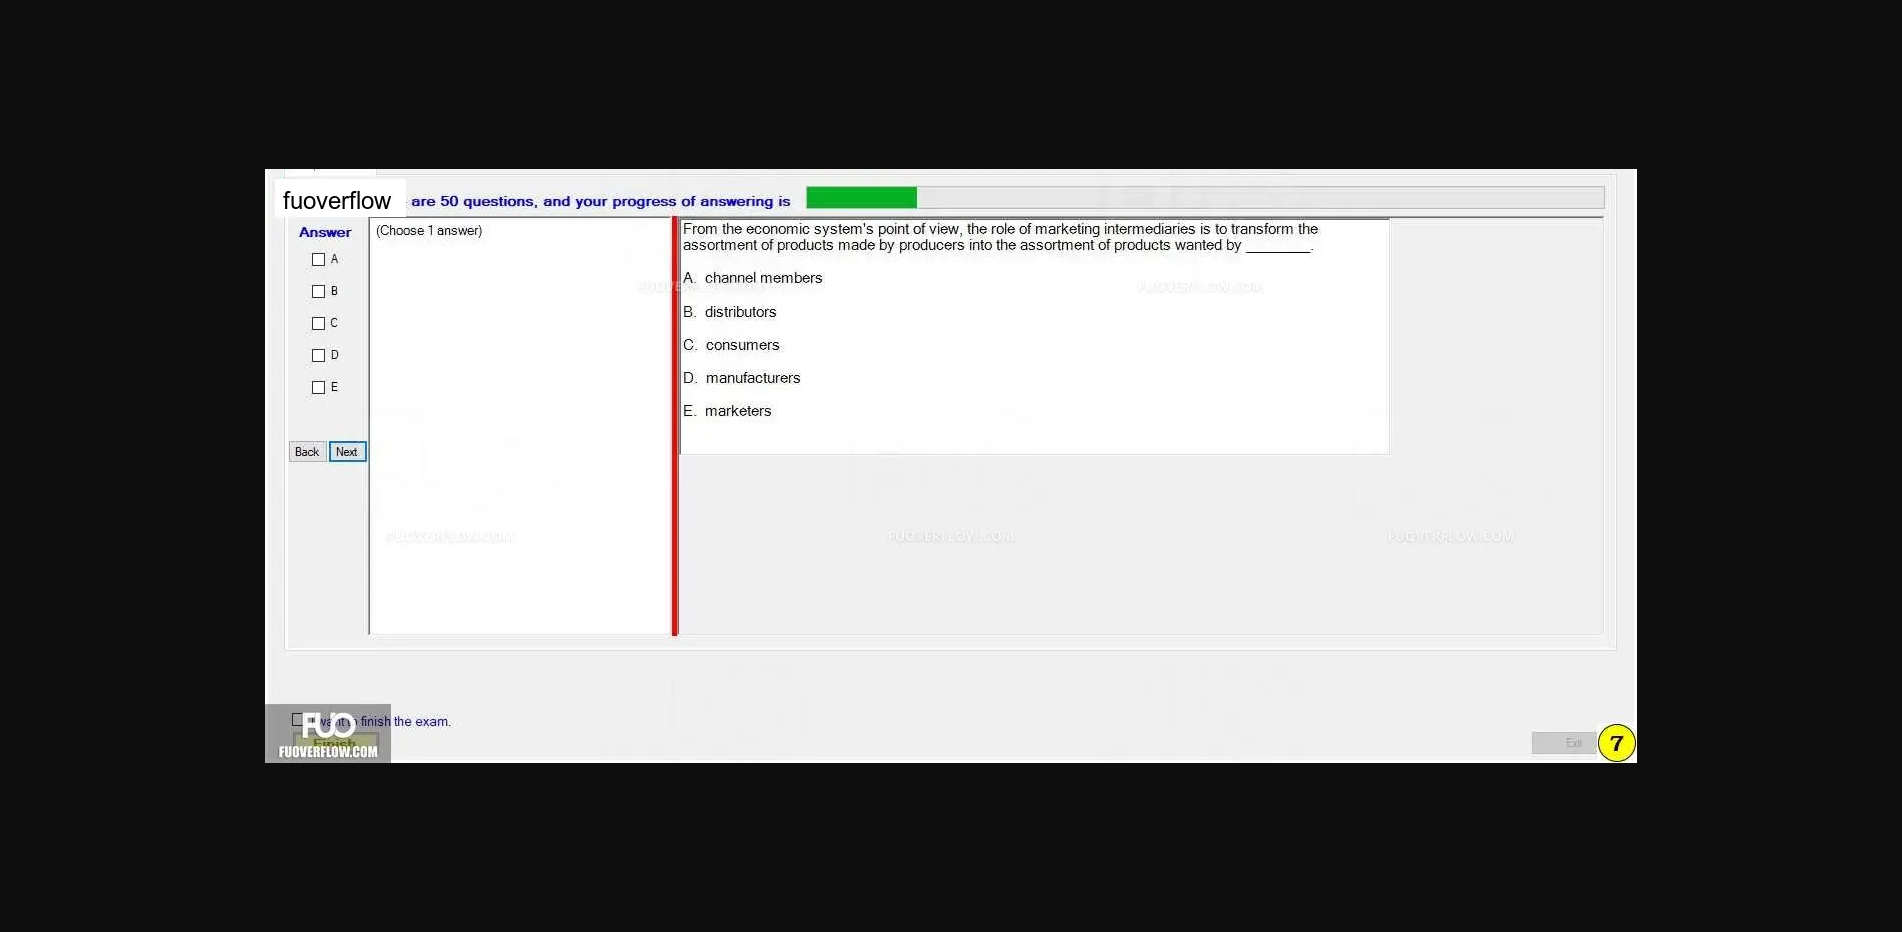 fuoverflow
are 50 questions, and your progress of answering is
Answer
(Choose 1 answer)
A
B
C
D
E
Back Next
From the economic system's point of view, the role of marketing intermediaries is to transform the
assortment of products made by producers into the assortment of products wanted by ________.
A. channel members
B. distributors
C. consumers
D. manufacturers
E. marketers
FUOVERFLOW.COM
FUOVERFLOW.COM
FUOVERFLOW.COM
FUOVERFLOW.COM
I want to finish the exam.
Finish
FUO
FUOVERFLOW.COM
Exit
7